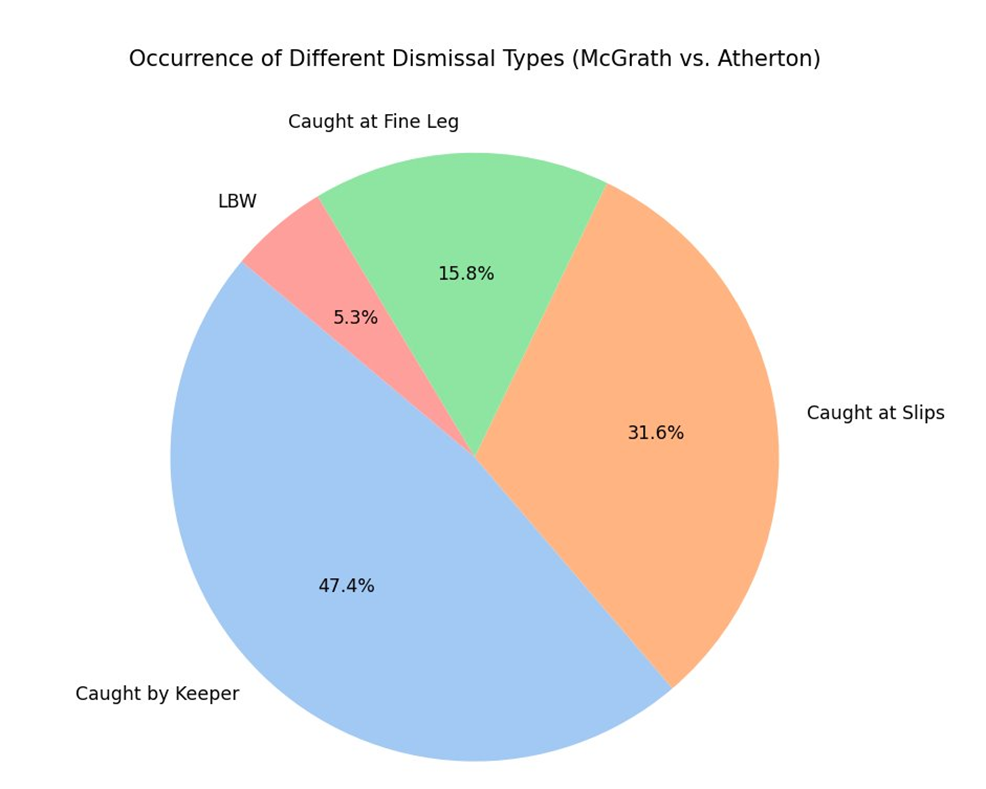 Occurrence of Different Dismissal Types (McGrath vs. Atherton)
Caught at Fine Leg
LBW
15.8%
5.3%
Caught at Slips
31.6%
47.4%
Caught by Keeper